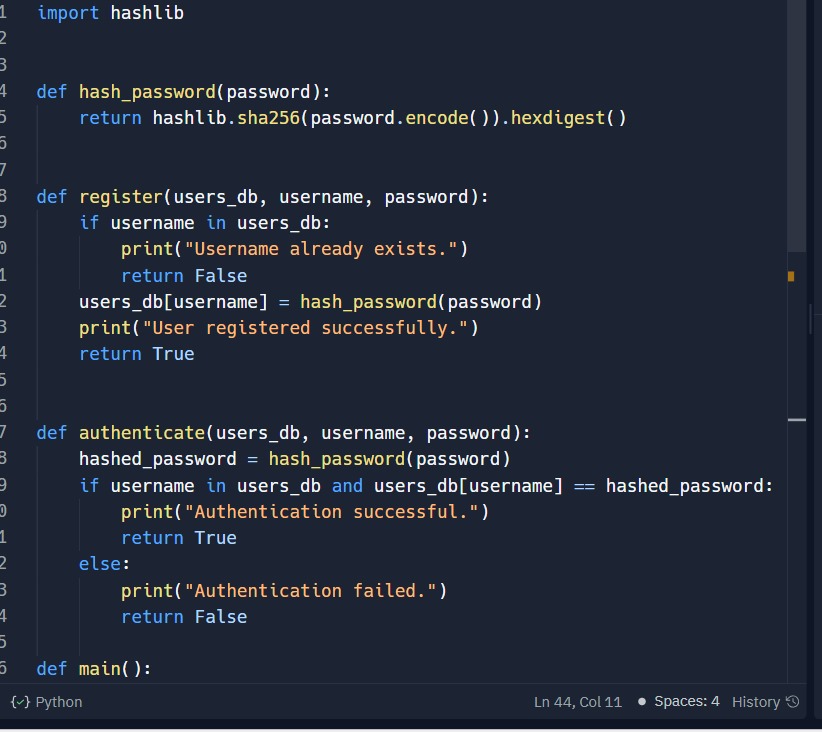 1 import hashlib
2
3
4 def hash_password(password):
5     return hashlib.sha256(password.encode()).hexdigest()
6
7
8 def register(users_db, username, password):
9     if username in users_db:
0         print("Username already exists.")
1         return False
2     users_db[username] = hash_password(password)
3     print("User registered successfully.")
4     return True
5
6
7 def authenticate(users_db, username, password):
8     hashed_password = hash_password(password)
9     if username in users_db and users_db[username] == hashed_password:
0         print("Authentication successful.")
1         return True
2     else:
3         print("Authentication failed.")
4         return False
5
6 def main():
Python Ln 44, Col 11 Spaces: 4 History